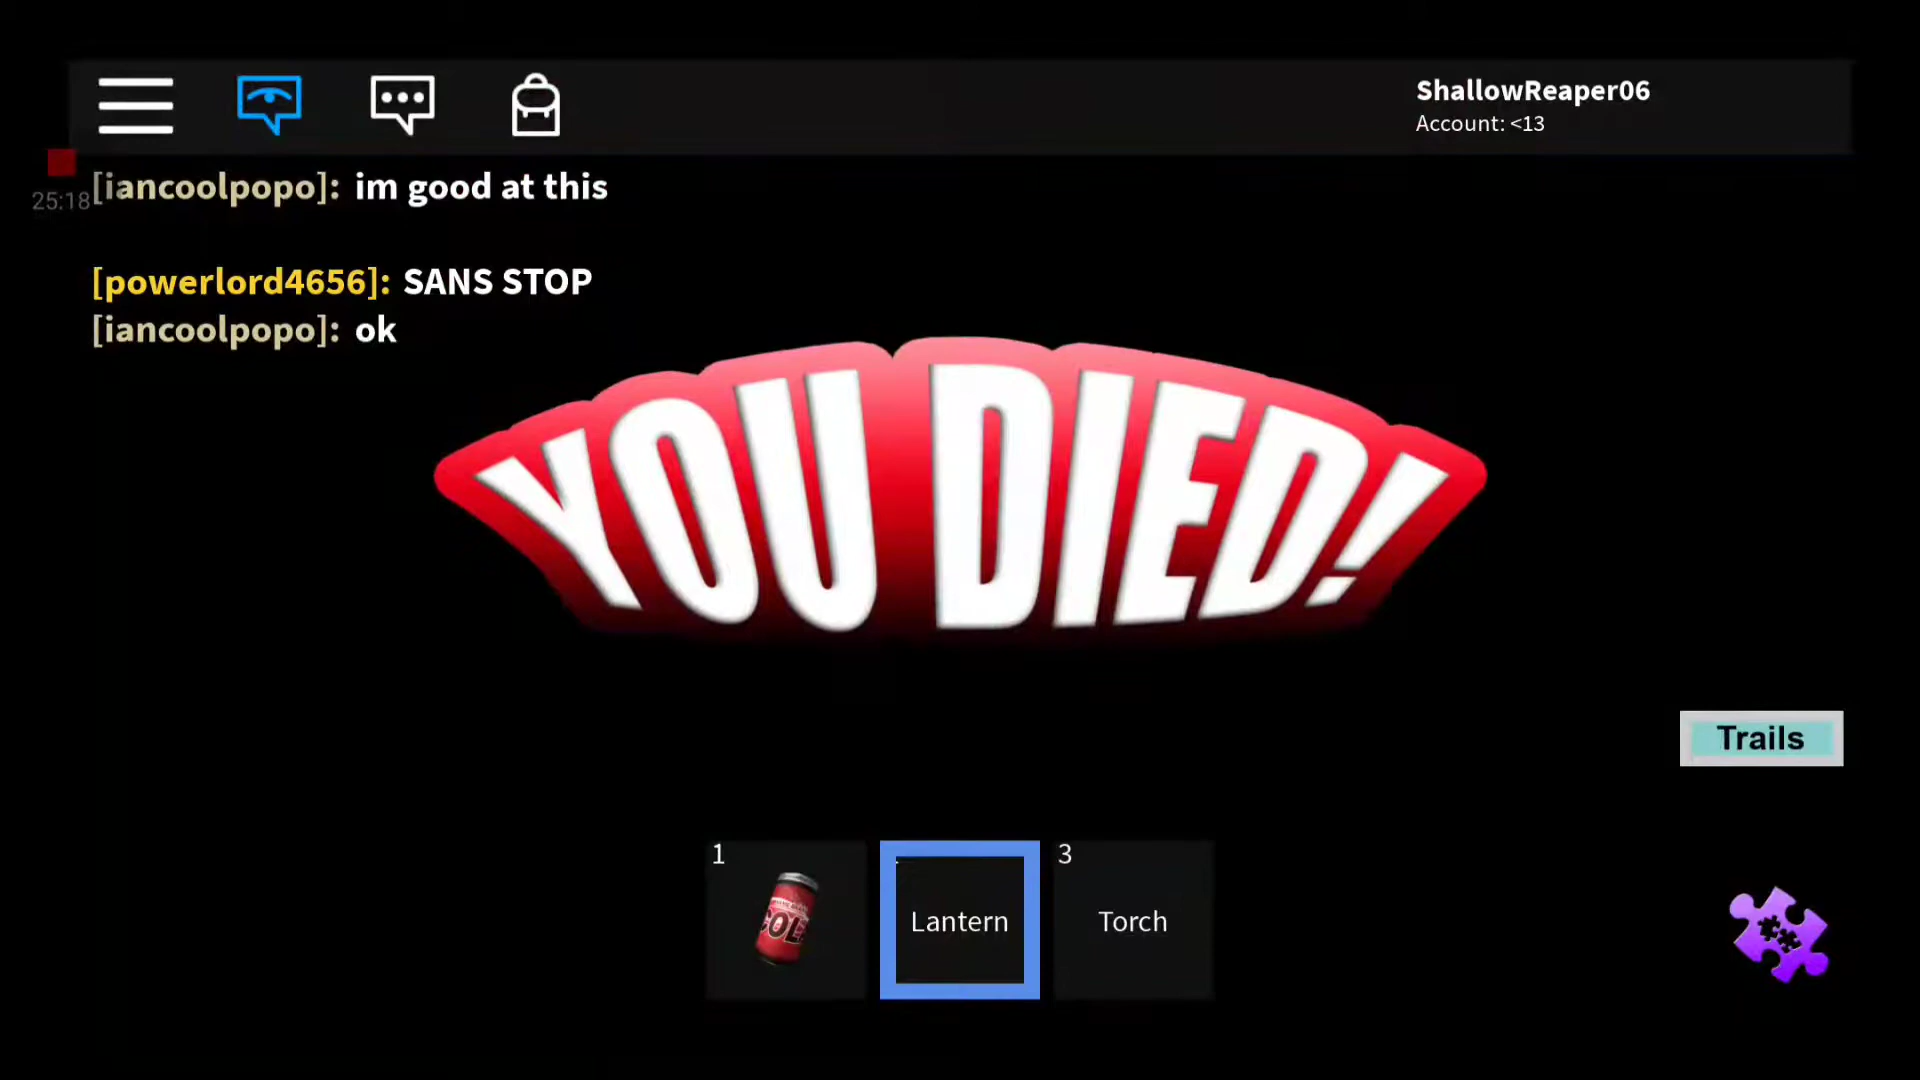 ShallowReaper06
Account: <13
25:18
[iancoolpopo]: im good at this
[powerlord4656]: SANS STOP
[iancoolpopo]: ok
YOU DIED!
Trails
1
3
Lantern
Torch